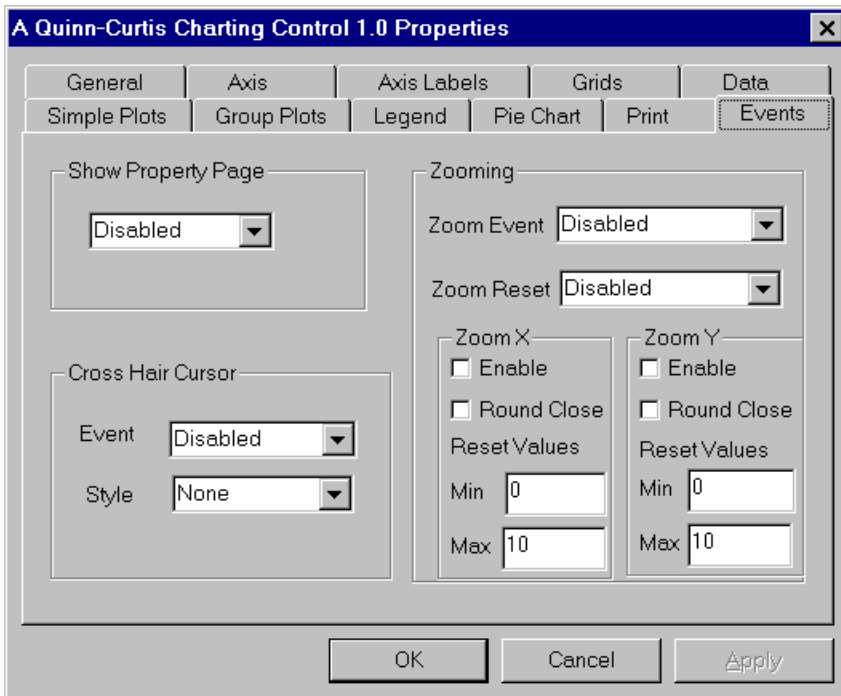 A Quinn-Curtis Charting Control 1.0 Properties
General Axis Axis Labels Grids Data
Simple Plots Group Plots Legend Pie Chart Print Events
Show Property Page
Disabled
Cross Hair Cursor
Event Disabled
Style None
Zooming
Zoom Event Disabled
Zoom Reset Disabled
Zoom X
Enable
Round Close
Reset Values
Min 0
Max 10
Zoom Y
Enable
Round Close
Reset Values
Min 0
Max 10
OK Cancel Apply